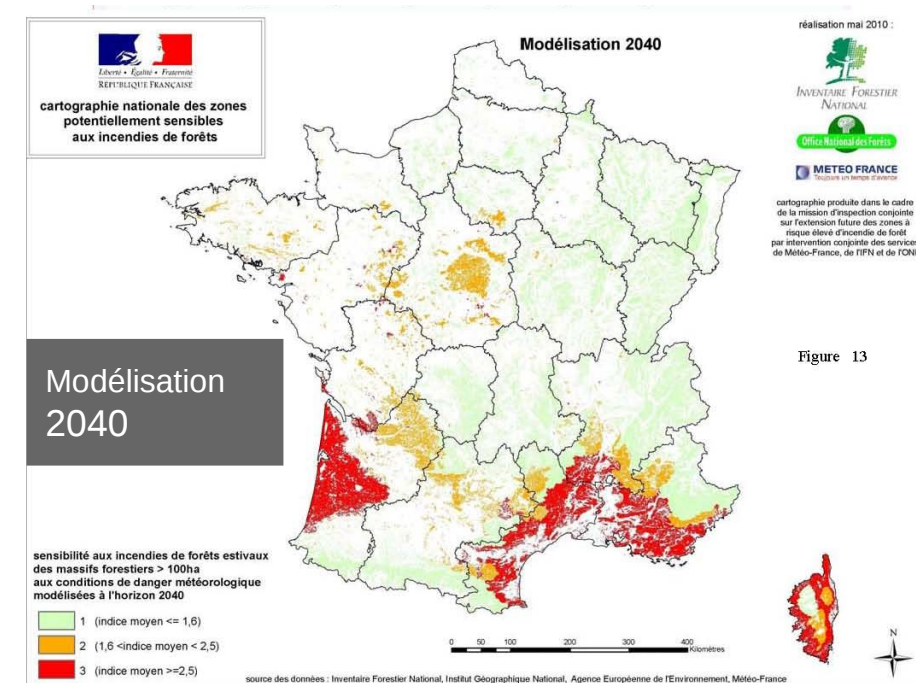 Liberté • Égalité • Fraternité
RÉPUBLIQUE FRANÇAISE
cartographie nationale des zones
potentiellement sensibles
aux incendies de forêts
Modélisation 2040
réalisation mai 2010 :
INVENTAIRE FORESTIER
NATIONAL
Office National des Forêts
METEO FRANCE
Toujours un temps d'avance
cartographie produite dans le cadre
de la mission d'inspection conjointe
sur l'extension future des zones à
risque élevé d'incendie de forêt
par intervention conjointe des services
de Météo-France, de l'IFN et de l'ON
Figure 13
Modélisation
2040
sensibilité aux incendies de forêts estivaux
des massifs forestiers > 100ha
aux conditions de danger météorologique
modélisées à l'horizon 2040
1 (indice moyen <= 1,6)
2 (1,6 <indice moyen < 2,5)
3 (indice moyen >=2,5)
0 50 100 200 300 400
Kilomètres
N
source des données : Inventaire Forestier National, Institut Géographique National, Agence Européenne de l'Environnement, Météo-France